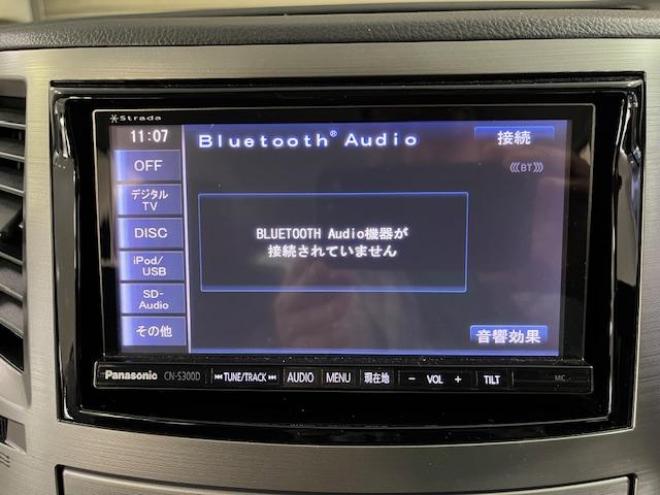 Strada
11:07
Bluetooth® Audio
接続
OFF
BT
デジタル
TV
DISC
BLUETOOTH Audio機器が
接続されていません
iPod/
USB
SD-
Audio
その他
音響効果
Panasonic CN-S300D TUNE/TRACK AUDIO MENU 現在地 − VOL + TILT MIC